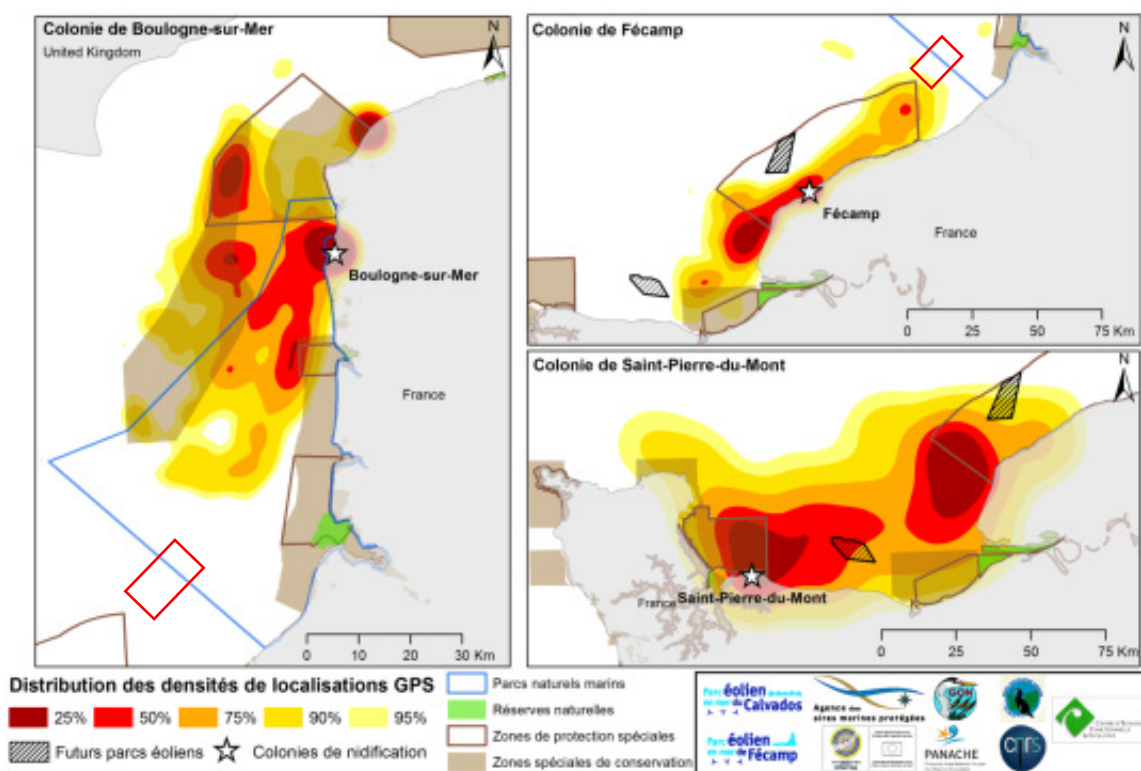 Colonie de Boulogne-sur-Mer
United Kingdom
N
Boulogne-sur-Mer
France
0 10 20 30 Km
Colonie de Fécamp
N
Fécamp
France
0 25 50 75 Km
Colonie de Saint-Pierre-du-Mont
N
France
Saint-Pierre-du-Mont
0 25 50 75 Km
Distribution des densités de localisations GPS
25% 50% 75% 90% 95%
Futurs parcs éoliens
Colonies de nidification
Parcs naturels marins
Réserves naturelles
Zones de protection spéciales
Zones spéciales de conservation
Parc éolien
en mer du
Calvados
Agence des
aires marines protégées
GON
Parc
éolien
en mer de
Fécamp
PANACHE
cnrs